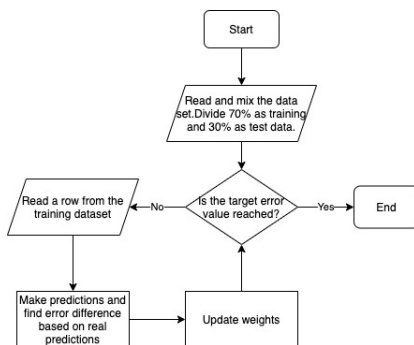 Start
Read and mix the data
set.Divide 70% as training
and 30% as test data.
Is the target error
value reached?
No
Yes
End
Read a row from the
training dataset
Make predictions and
find error difference
based on real
predictions
Update weights